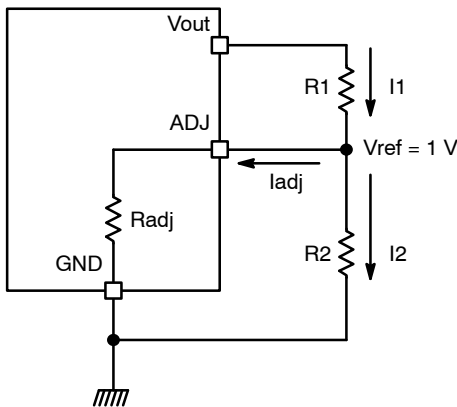 Vout
R1
I1
ADJ
Vref = 1 V
Iadj
Radj
GND
R2
I2